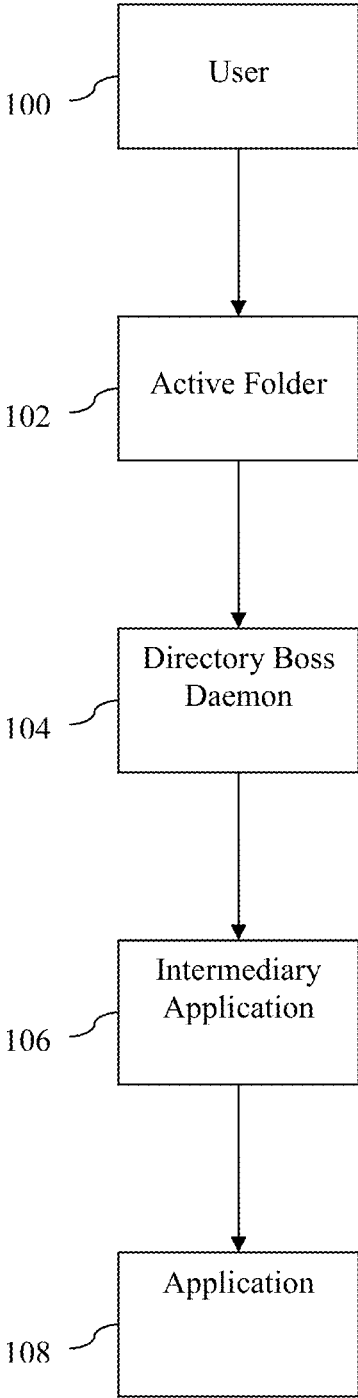 User
100
Active Folder
102
Directory Boss
Daemon
104
Intermediary
Application
106
Application
108